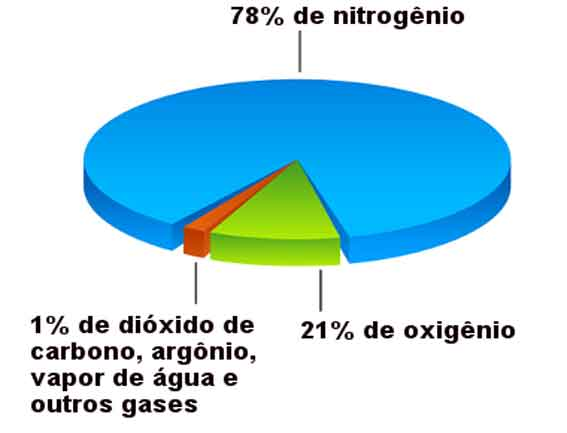 78% de nitrogênio
1% de dióxido de
carbono, argônio,
vapor de água e
outros gases
21% de oxigênio